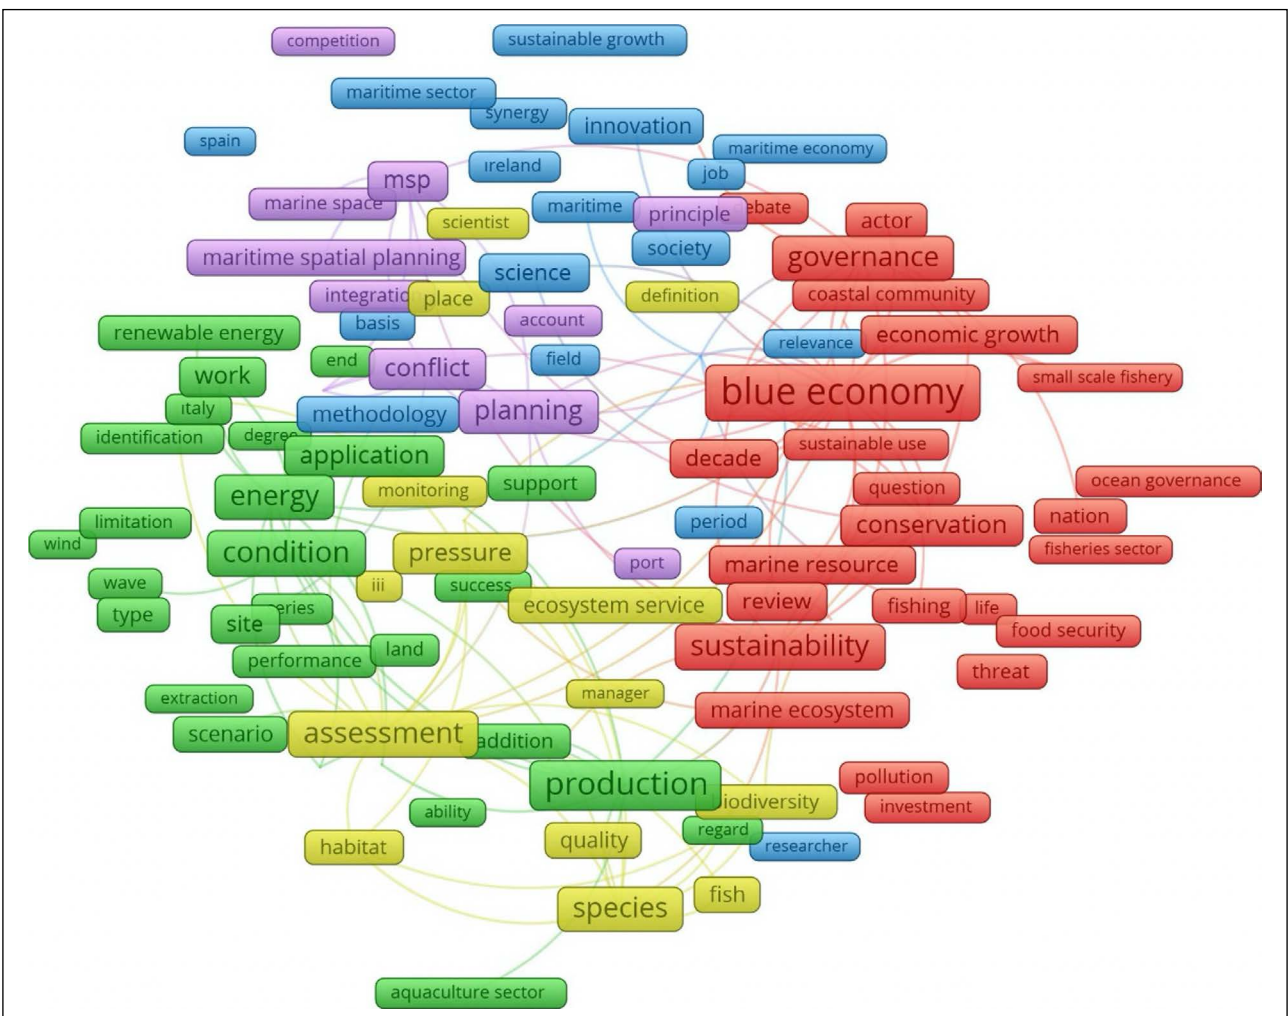 competition
sustainable growth
maritime sector
synergy
innovation
spain
maritime economy
ireland
job
msp
marine space
maritime
principle
ebate
scientist
actor
society
governance
maritime spatial planning
science
integratio
place
definition
coastal community
account
basis
renewable energy
economic growth
relevance
end
field
conflict
work
small scale fishery
blue economy
italy
methodology
planning
identification
degree
sustainable use
application
decade
ocean governance
support
monitoring
question
energy
nation
limitation
period
conservation
wind
fisheries sector
condition
pressure
port
marine resource
wave
iii
success
type
eries
ecosystem service
review
fishing
life
site
food security
land
sustainability
performance
threat
manager
extraction
marine ecosystem
scenario
assessment
addition
pollution
production
iodiversity
investment
ability
regard
quality
habitat
researcher
fish
species
aquaculture sector